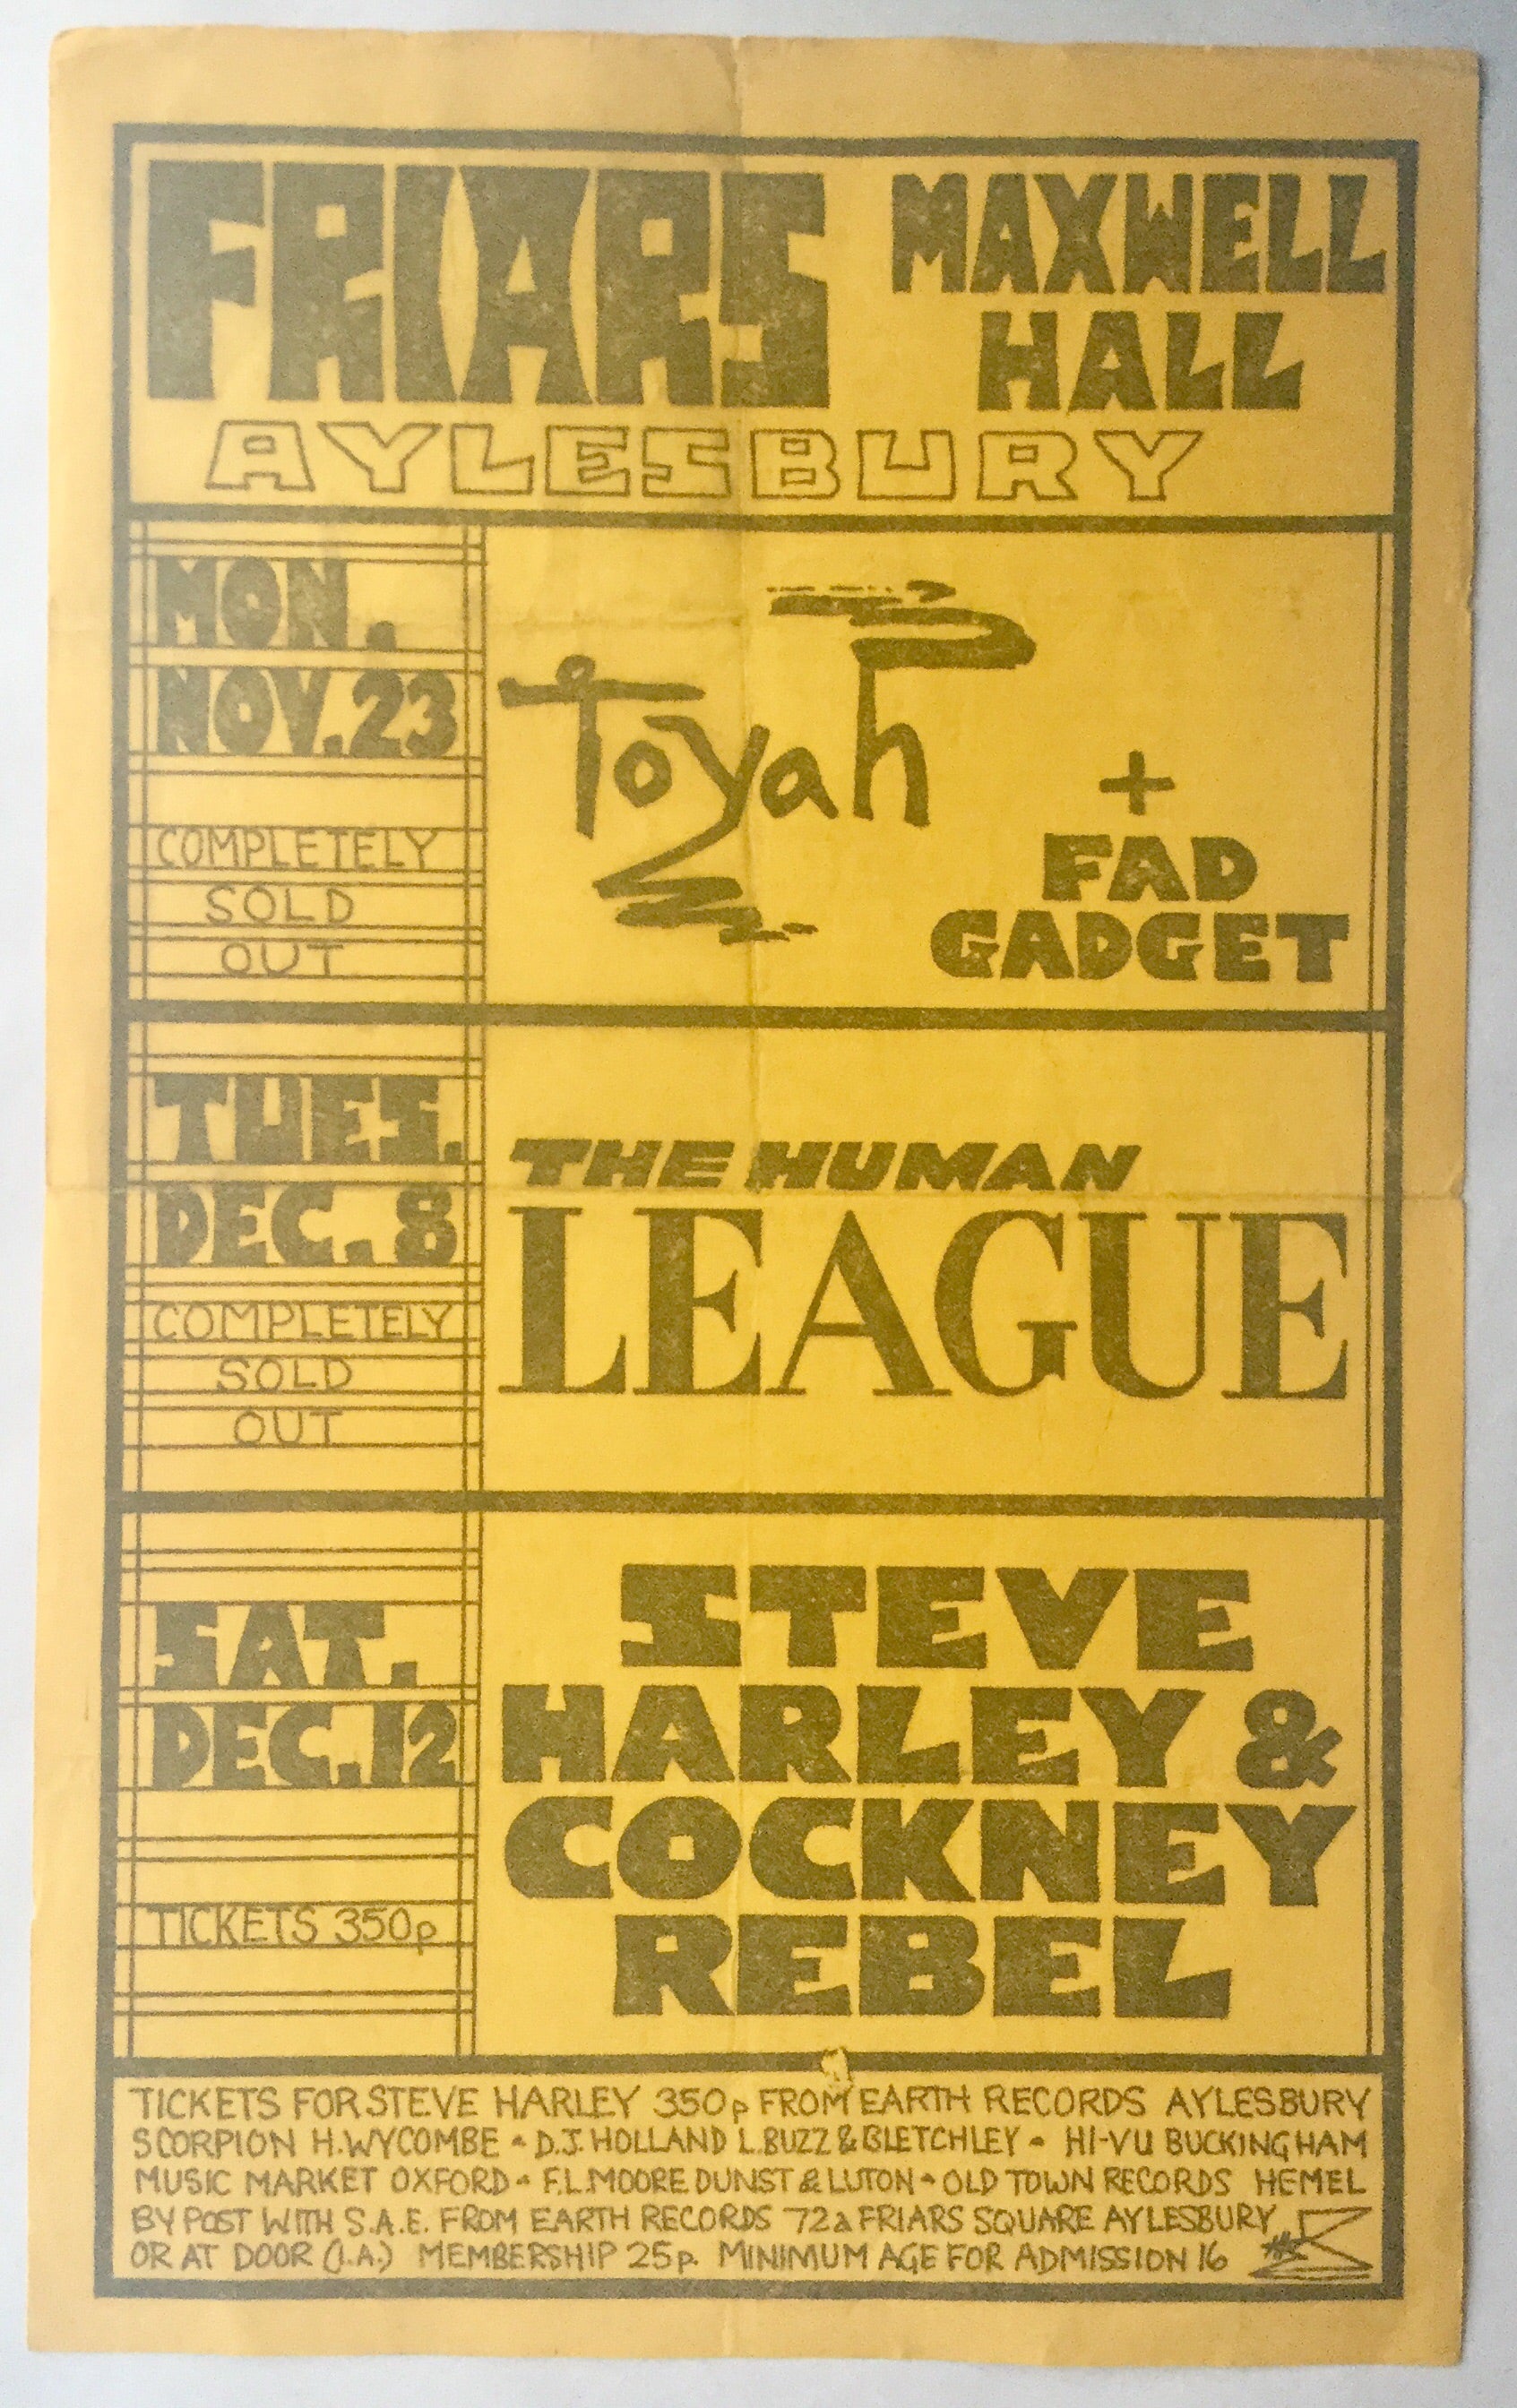 FRIARS MAXWELL HALL
AYLESBURY
MON.
NOV. 23
COMPLETELY
SOLD
OUT
toyah
+
FAD
GADGET
TUES.
DEC. 8
COMPLETELY
SOLD
OUT
THE HUMAN
LEAGUE
SAT.
DEC. 12
TICKETS 350p
STEVE
HARLEY &
COCKNEY
REBEL
TICKETS FOR STEVE HARLEY 350p FROM EARTH RECORDS AYLESBURY
SCORPION H.WYCOMBE - D.J. HOLLAND L.BUZZ & BLETCHLEY - HI-VU BUCKINGHAM
MUSIC MARKET OXFORD - F.L.MOORE DUNST & LUTON - OLD TOWN RECORDS HEMEL
BY POST WITH S.A.E. FROM EARTH RECORDS 72a FRIARS SQUARE AYLESBURY
OR AT DOOR (I.A.) MEMBERSHIP 25p. MINIMUM AGE FOR ADMISSION 16